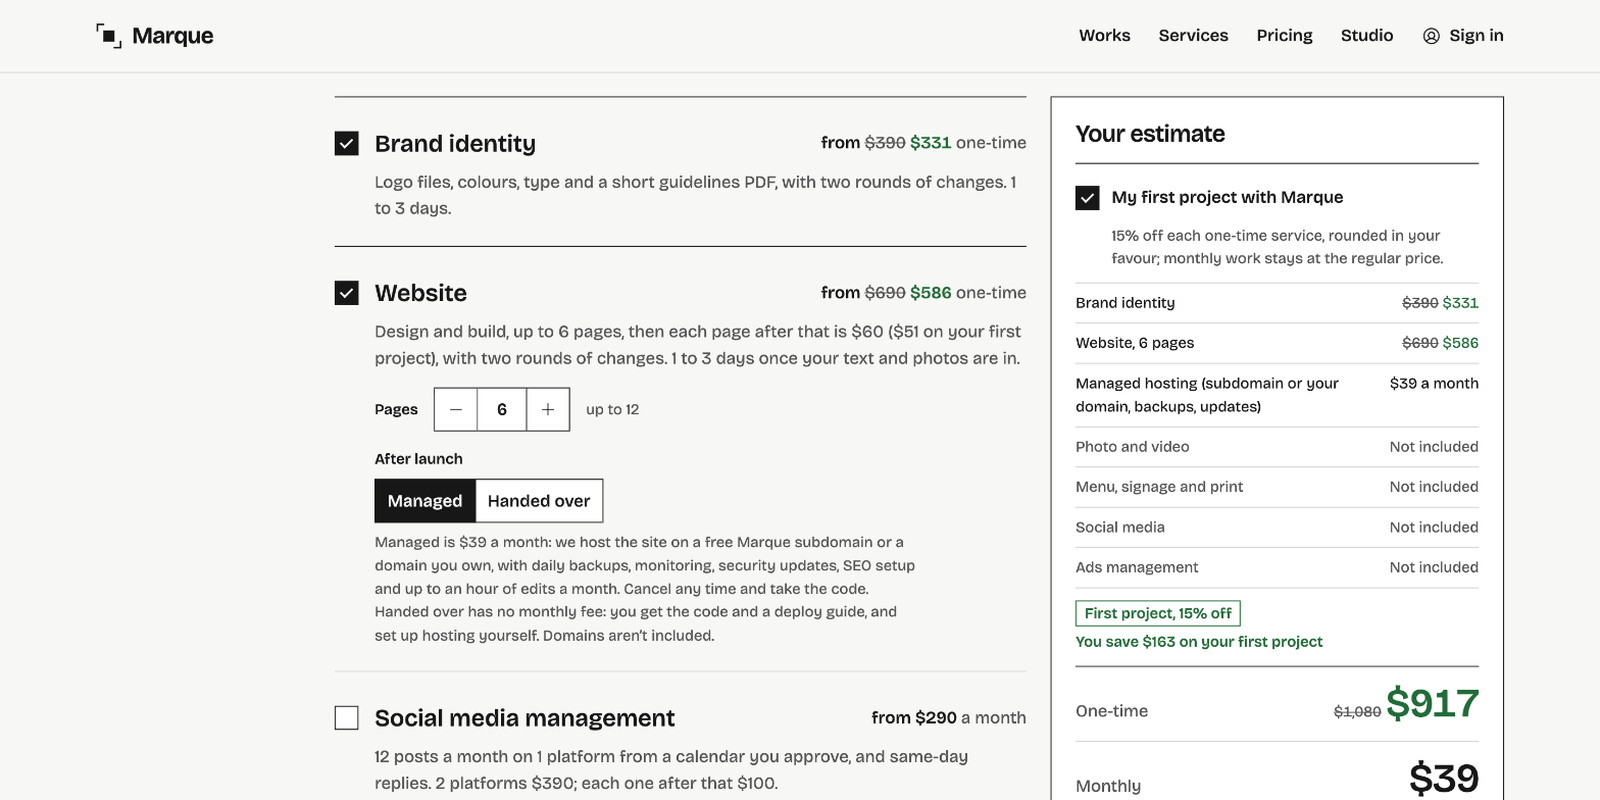 Marque
Works Services Pricing Studio Sign in
Brand identity
from $390 $331 one-time
Logo files, colours, type and a short guidelines PDF, with two rounds of changes. 1
to 3 days.
Website
from $690 $586 one-time
Design and build, up to 6 pages, then each page after that is $60 ($51 on your first
project), with two rounds of changes. 1 to 3 days once your text and photos are in.
Pages − 6 + up to 12
After launch
Managed Handed over
Managed is $39 a month: we host the site on a free Marque subdomain or a
domain you own, with daily backups, monitoring, security updates, SEO setup
and up to an hour of edits a month. Cancel any time and take the code.
Handed over has no monthly fee: you get the code and a deploy guide, and
set up hosting yourself. Domains aren’t included.
Social media management
from $290 a month
12 posts a month on 1 platform from a calendar you approve, and same-day
replies. 2 platforms $390; each one after that $100.
Your estimate
My first project with Marque
15% off each one-time service, rounded in your
favour; monthly work stays at the regular price.
Brand identity $390 $331
Website, 6 pages $690 $586
Managed hosting (subdomain or your $39 a month
domain, backups, updates)
Photo and video Not included
Menu, signage and print Not included
Social media Not included
Ads management Not included
First project, 15% off
You save $163 on your first project
One-time $1,080 $917
Monthly $39